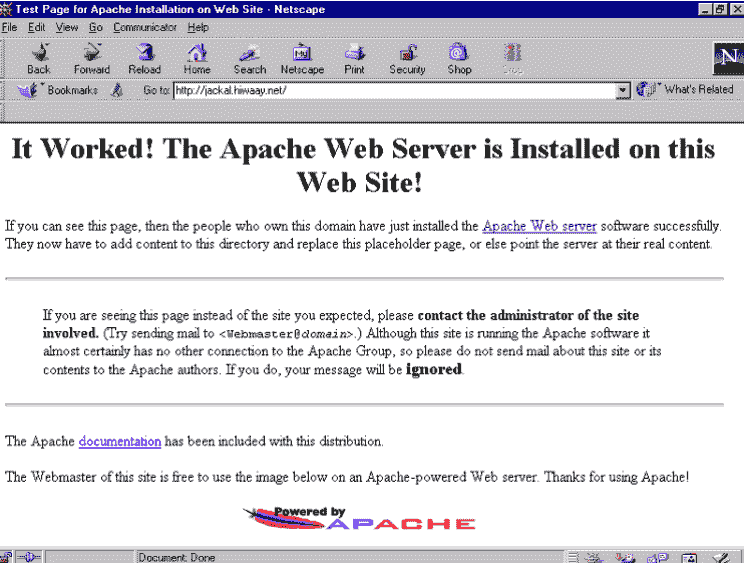 Test Page for Apache Installation on Web Site - Netscape
File Edit View Go Communicator Help
Back Forward Reload Home Search Netscape Print Security Shop Stop
Bookmarks Go to: http://jackal.hiwaay.net/ What's Related
It Worked! The Apache Web Server is Installed on this
Web Site!
If you can see this page, then the people who own this domain have just installed the Apache Web server software successfully.
They now have to add content to this directory and replace this placeholder page, or else point the server at their real content.
If you are seeing this page instead of the site you expected, please contact the administrator of the site
involved. (Try sending mail to <Webmaster@domain>.) Although this site is running the Apache software it
almost certainly has no other connection to the Apache Group, so please do not send mail about this site or its
contents to the Apache authors. If you do, your message will be ignored.
The Apache documentation has been included with this distribution.
The Webmaster of this site is free to use the image below on an Apache-powered Web server. Thanks for using Apache!
Powered by
APACHE
Document: Done